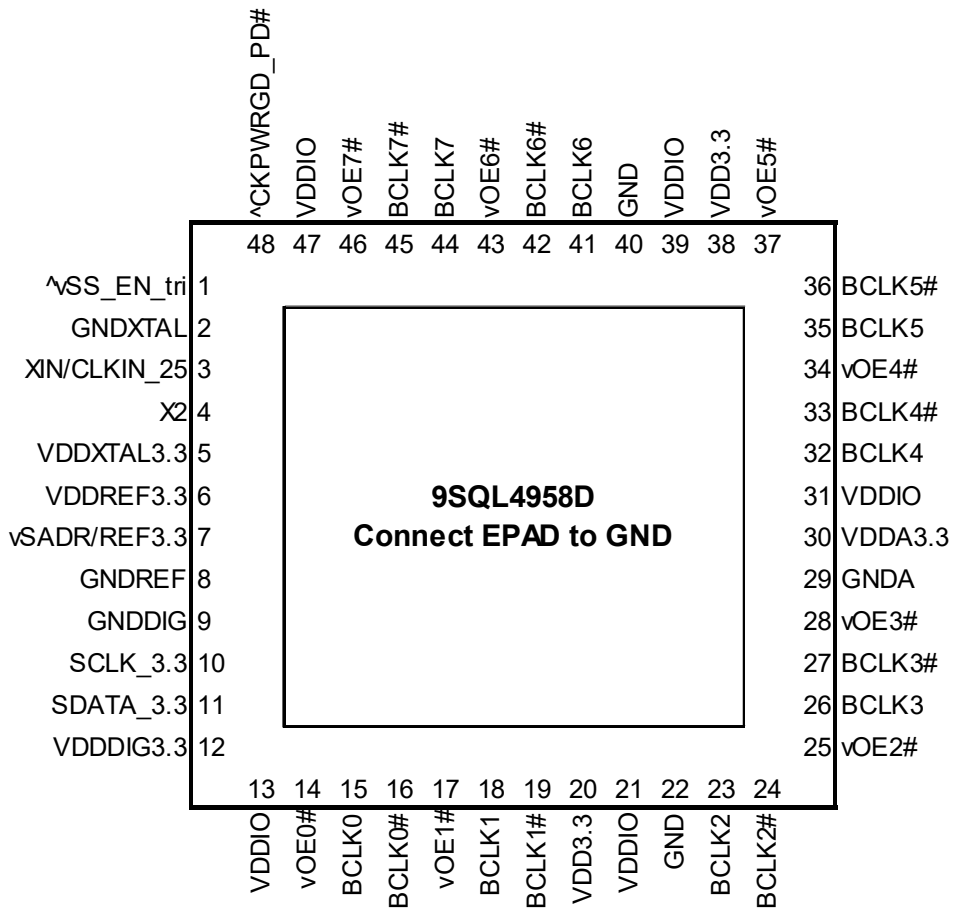 ^CKPWRGD_PD#
VDDIO
vOE7#
BCLK7#
BCLK7
vOE6#
BCLK6#
BCLK6
GND
VDDIO
VDD3.3
vOE5#
48 47 46 45 44 43 42 41 40 39 38 37
^vSS_EN_tri 1
GNDXTAL 2
XIN/CLKIN_25 3
X2 4
VDDXTAL3.3 5
VDDREF3.3 6
vSADR/REF3.3 7
GNDREF 8
GNDDIG 9
SCLK_3.3 10
SDATA_3.3 11
VDDDIG3.3 12
9SQL4958D
Connect EPAD to GND
36 BCLK5#
35 BCLK5
34 vOE4#
33 BCLK4#
32 BCLK4
31 VDDIO
30 VDDA3.3
29 GNDA
28 vOE3#
27 BCLK3#
26 BCLK3
25 vOE2#
13 14 15 16 17 18 19 20 21 22 23 24
VDDIO
vOE0#
BCLK0
BCLK0#
vOE1#
BCLK1
BCLK1#
VDD3.3
VDDIO
GND
BCLK2
BCLK2#